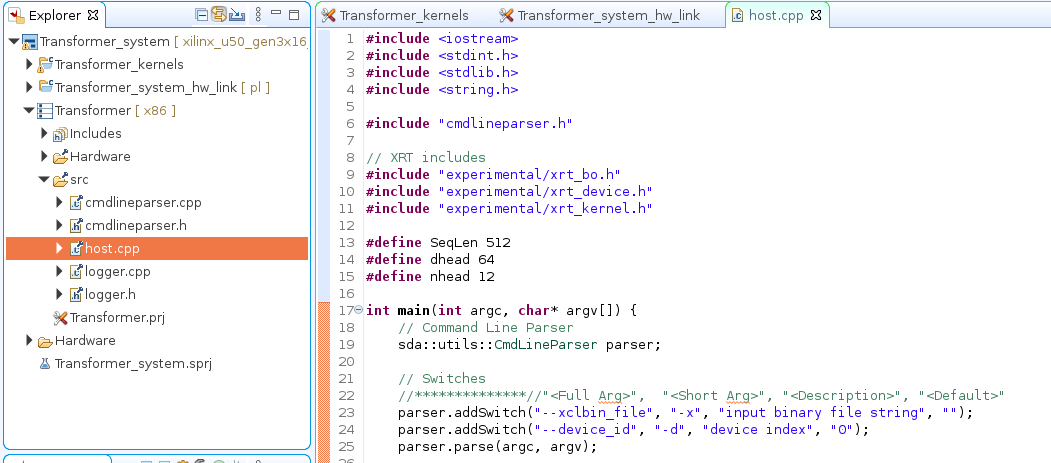 Explorer
Transformer_system [ xilinx_u50_gen3x16
Transformer_kernels
Transformer_system_hw_link [ pl ]
Transformer [ x86 ]
Includes
Hardware
src
cmdlineparser.cpp
cmdlineparser.h
host.cpp
logger.cpp
logger.h
Transformer.prj
Hardware
Transformer_system.sprj
Transformer_kernels
Transformer_system_hw_link
host.cpp
1 #include <iostream>
2 #include <stdint.h>
3 #include <stdlib.h>
4 #include <string.h>
5
6 #include "cmdlineparser.h"
7
8 // XRT includes
9 #include "experimental/xrt_bo.h"
10 #include "experimental/xrt_device.h"
11 #include "experimental/xrt_kernel.h"
12
13 #define SeqLen 512
14 #define dhead 64
15 #define nhead 12
16
17 int main(int argc, char* argv[]) {
18 // Command Line Parser
19 sda::utils::CmdLineParser parser;
20
21 // Switches
22 //**************//"<Full Arg>", "<Short Arg>", "<Description>", "<Default>"
23 parser.addSwitch("--xclbin_file", "-x", "input binary file string", "");
24 parser.addSwitch("--device_id", "-d", "device index", "0");
25 parser.parse(argc, argv);